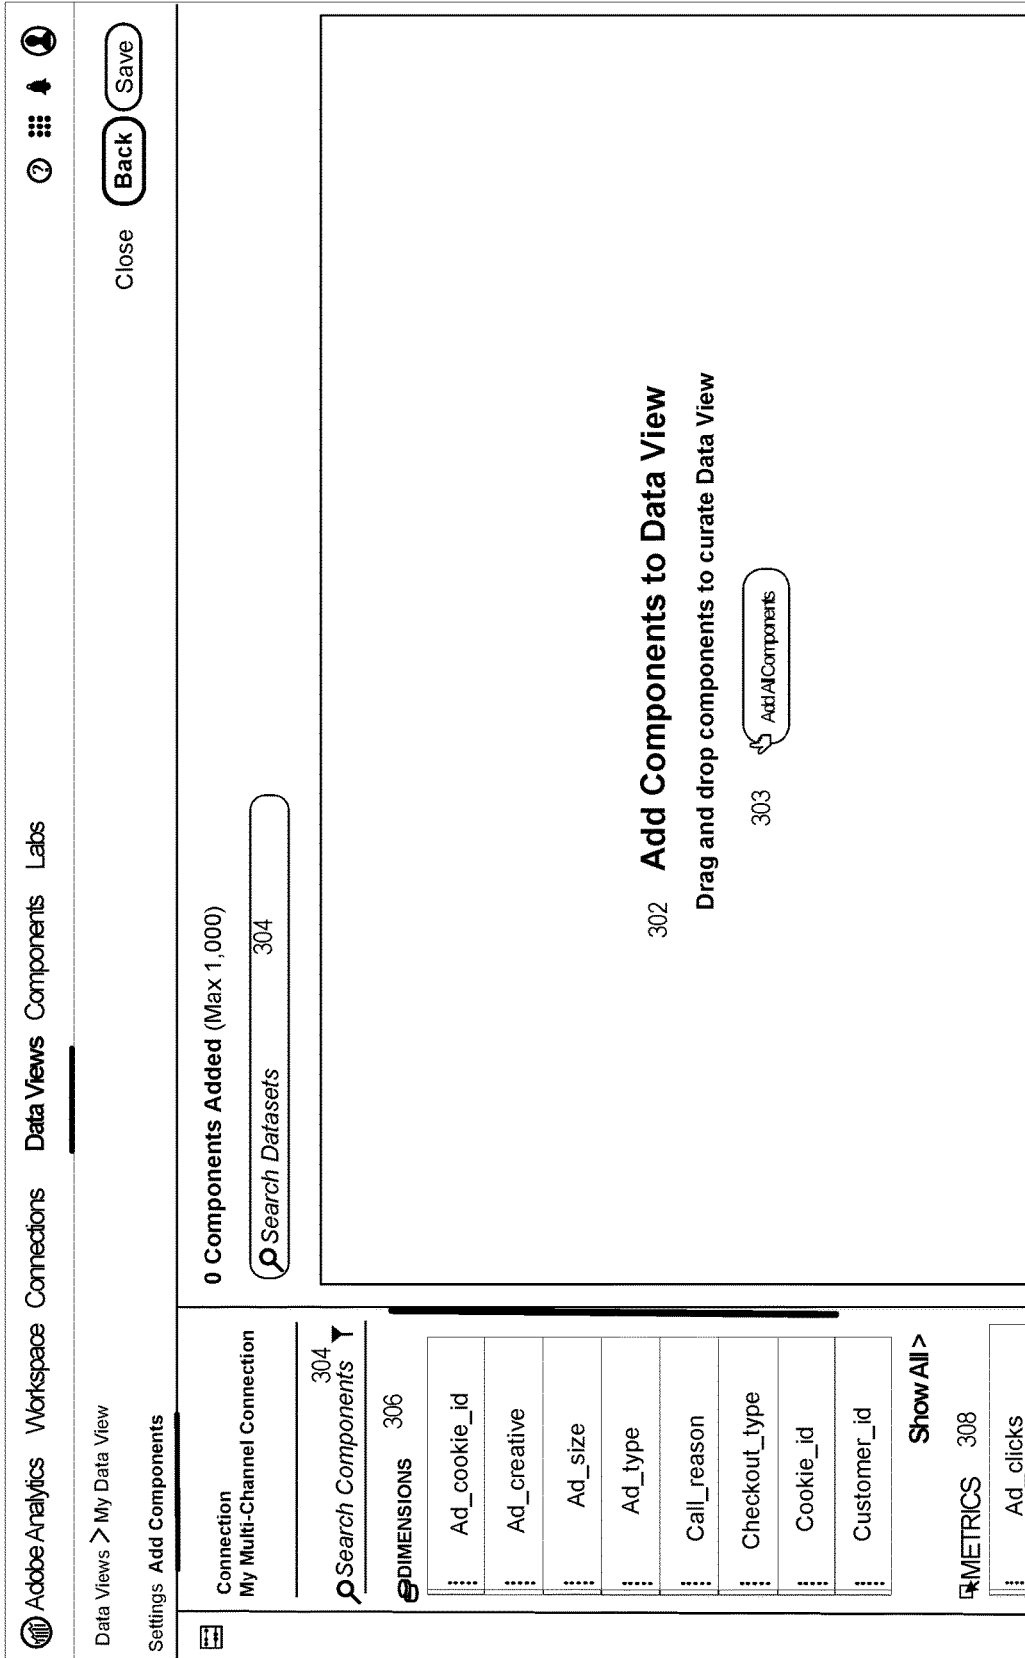 Adobe Analytics Workspace Connections Data Views Components Labs
Data Views > My Data View
Close Back Save
Settings Add Components
Connection
My Multi-Channel Connection
304
Search Components
DIMENSIONS 306
Ad_cookie_id
Ad_creative
Ad_size
Ad_type
Call_reason
Checkout_type
Cookie_id
Customer_id
Show All >
METRICS 308
Ad_clicks
0 Components Added (Max 1,000)
Search Datasets 304
302 Add Components to Data View
Drag and drop components to curate Data View
303 Add All Components